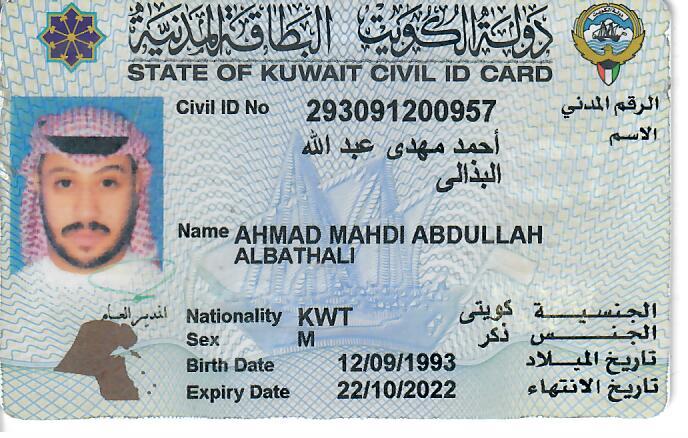 دولة الكويت البطاقة المدنية
STATE OF KUWAIT CIVIL ID CARD
Civil ID No 293091200957 الرقم المدني
أحمد مهدى عبد الله الاسم
البذالى
Name AHMAD MAHDI ABDULLAH
ALBATHALI
المدير العام
Nationality KWT كويتى الجنسية
Sex M ذكر الجنس
Birth Date 12/09/1993 تاريخ الميلاد
Expiry Date 22/10/2022 تاريخ الانتهاء